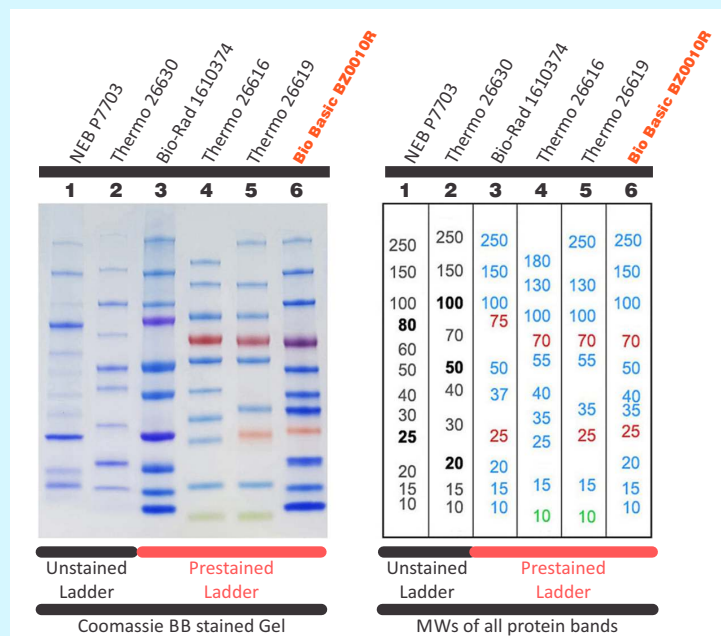 NEB P7703
Thermo 26630
Bio-Rad 1610374
Thermo 26616
Thermo 26619
Bio Basic BZ0010R
1 2 3 4 5 6
Unstained Ladder
Prestained Ladder
Coomassie BB stained Gel
NEB P7703
Thermo 26630
Bio-Rad 1610374
Thermo 26616
Thermo 26619
Bio Basic BZ0010R
1 2 3 4 5 6
250
150
100
80
60
50
40
30
25
20
15
10
250
150
100
70
50
40
30
20
15
10
250
150
100
75
50
37
25
20
15
10
180
130
100
70
55
40
35
25
15
10
250
130
100
70
55
35
25
15
10
250
150
100
70
50
40
35
25
20
15
10
Unstained
Ladder
Prestained
Ladder
MWs of all protein bands